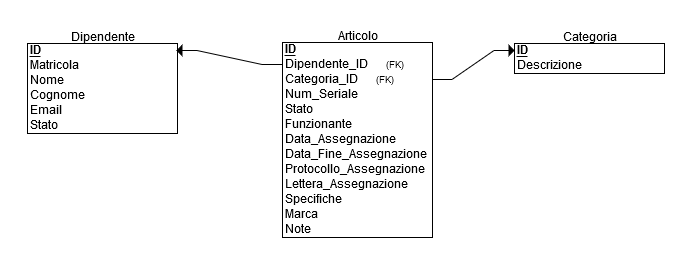 Dipendente
ID
Matricola
Nome
Cognome
Email
Stato
Articolo
ID
Dipendente_ID (FK)
Categoria_ID (FK)
Num_Seriale
Stato
Funzionante
Data_Assegnazione
Data_Fine_Assegnazione
Protocollo_Assegnazione
Lettera_Assegnazione
Specifiche
Marca
Note
Categoria
ID
Descrizione